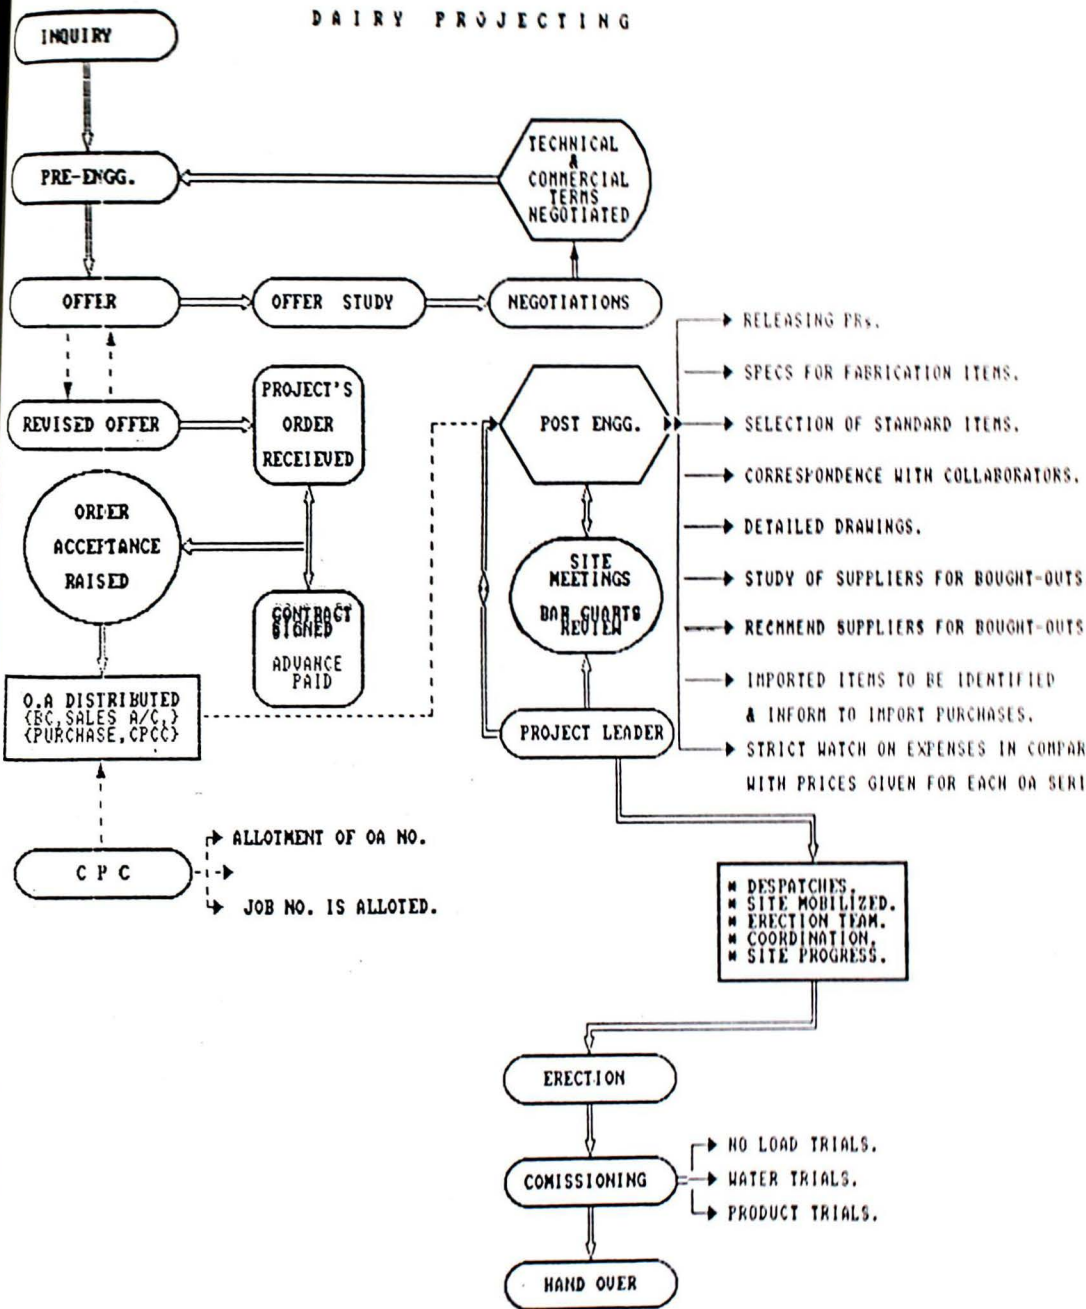 DAIRY PROJECTING
INQUIRY
PRE-ENGG.
TECHNICAL
&
COMMERCIAL
TERMS
NEGOTIATED
OFFER
OFFER STUDY
NEGOTIATIONS
REVISED OFFER
PROJECT'S
ORDER
RECEIEVED
ORDER
ACCEPTANCE
RAISED
CONTRACT
SIGNED
ADVANCE
PAID
O.A DISTRIBUTED
{BC,SALES A/C,}
{PURCHASE,CPCC}
C P C
ALLOTMENT OF OA NO.
JOB NO. IS ALLOTED.
POST ENGG.
SITE
MEETINGS
BAR CHARTS
REVIEW
PROJECT LEADER
RELEASING PRs.
SPECS FOR FABRICATION ITEMS.
SELECTION OF STANDARD ITEMS.
CORRESPONDENCE WITH COLLABORATORS.
DETAILED DRAWINGS.
STUDY OF SUPPLIERS FOR BOUGHT-OUTS
RECMMEND SUPPLIERS FOR BOUGHT-OUTS
IMPORTED ITEMS TO BE IDENTIFIED
& INFORM TO IMPORT PURCHASES.
STRICT WATCH ON EXPENSES IN COMPAR
WITH PRICES GIVEN FOR EACH OA SERI
* DESPATCHES.
* SITE MOBILIZED.
* ERECTION TEAM.
* COORDINATION.
* SITE PROGRESS.
ERECTION
COMISSIONING
NO LOAD TRIALS.
WATER TRIALS.
PRODUCT TRIALS.
HAND OVER